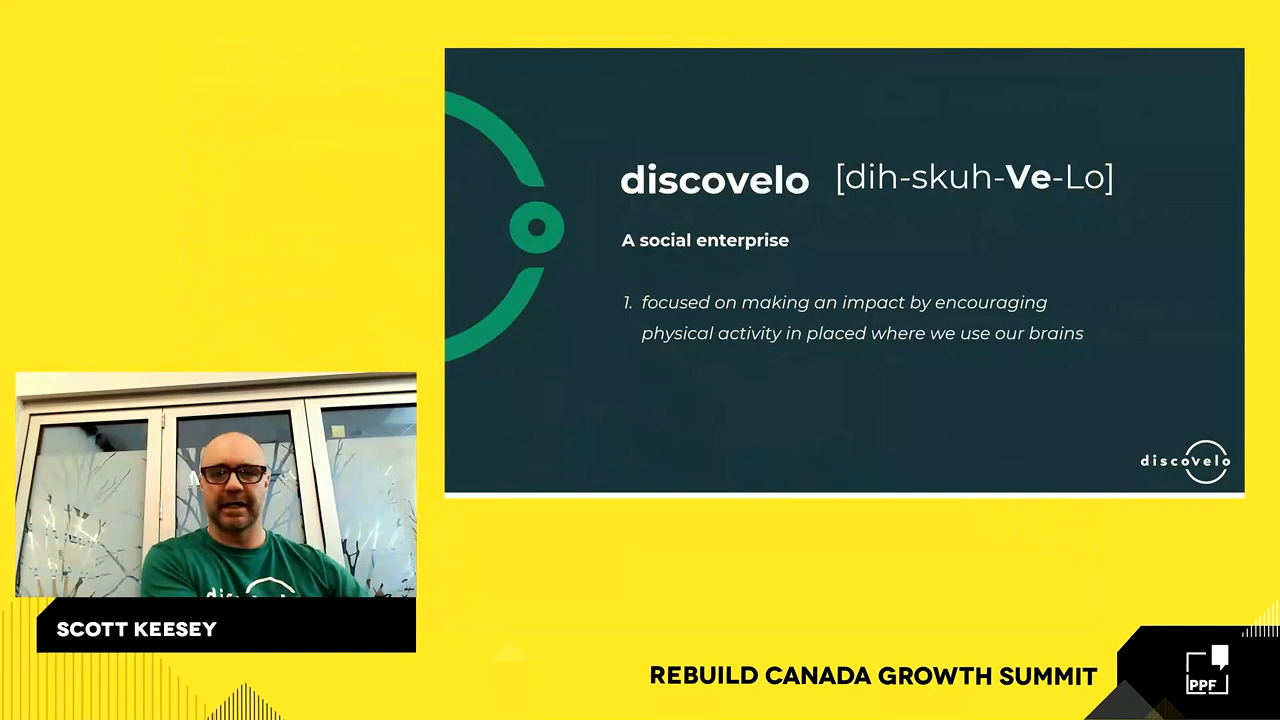 discovelo [dih-skuh-Ve-Lo]
A social enterprise
1. focused on making an impact by encouraging
physical activity in placed where we use our brains
discovelo
SCOTT KEESEY
REBUILD CANADA GROWTH SUMMIT
PPF